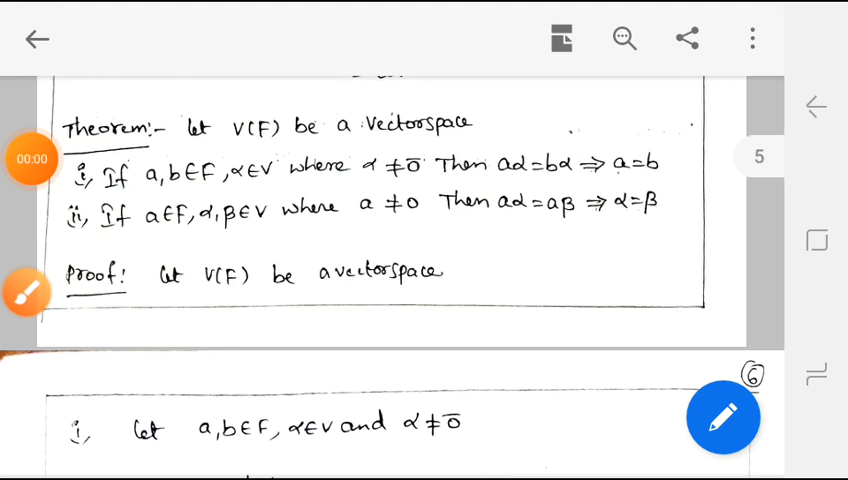 Theorem:- let V(F) be a vectorspace
i, If a,b∈F, α∈V where α ≠ō Then aα=bα ⇒ a=b
ii, If a∈F, α,β∈V where a ≠0 Then aα=aβ ⇒ α=β
00:00
5
Proof: let V(F) be a vectorspace
6
i, let a,b∈F, α∈V and α≠ō